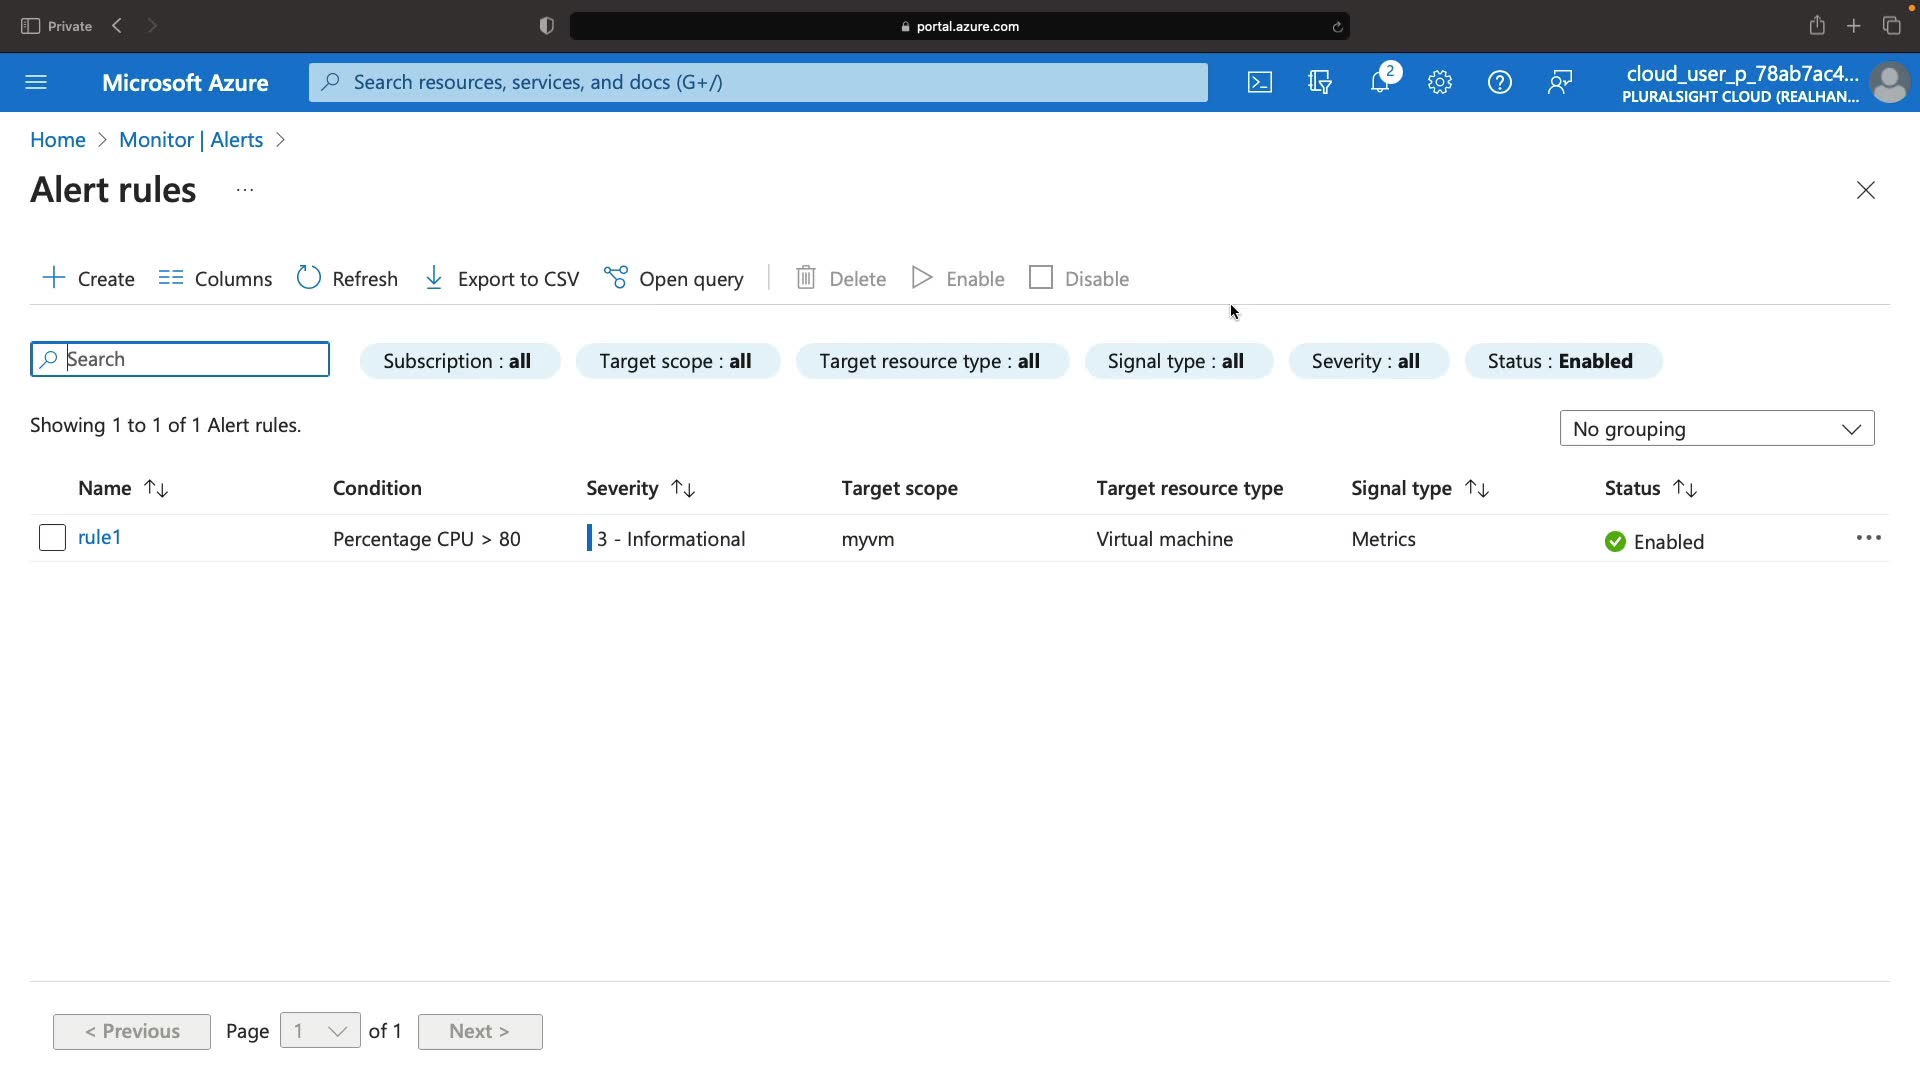 Private
portal.azure.com
Microsoft Azure
Search resources, services, and docs (G+/)
2
cloud_user_p_78ab7ac4...
PLURALSIGHT CLOUD (REALHAN...
Home > Monitor | Alerts >
Alert rules ...
Create Columns Refresh Export to CSV Open query Delete Enable Disable
Search
Subscription : all Target scope : all Target resource type : all Signal type : all Severity : all Status : Enabled
Showing 1 to 1 of 1 Alert rules.
No grouping
Name Condition Severity Target scope Target resource type Signal type Status
rule1 Percentage CPU > 80 3 - Informational myvm Virtual machine Metrics Enabled ...
< Previous Page 1 of 1 Next >